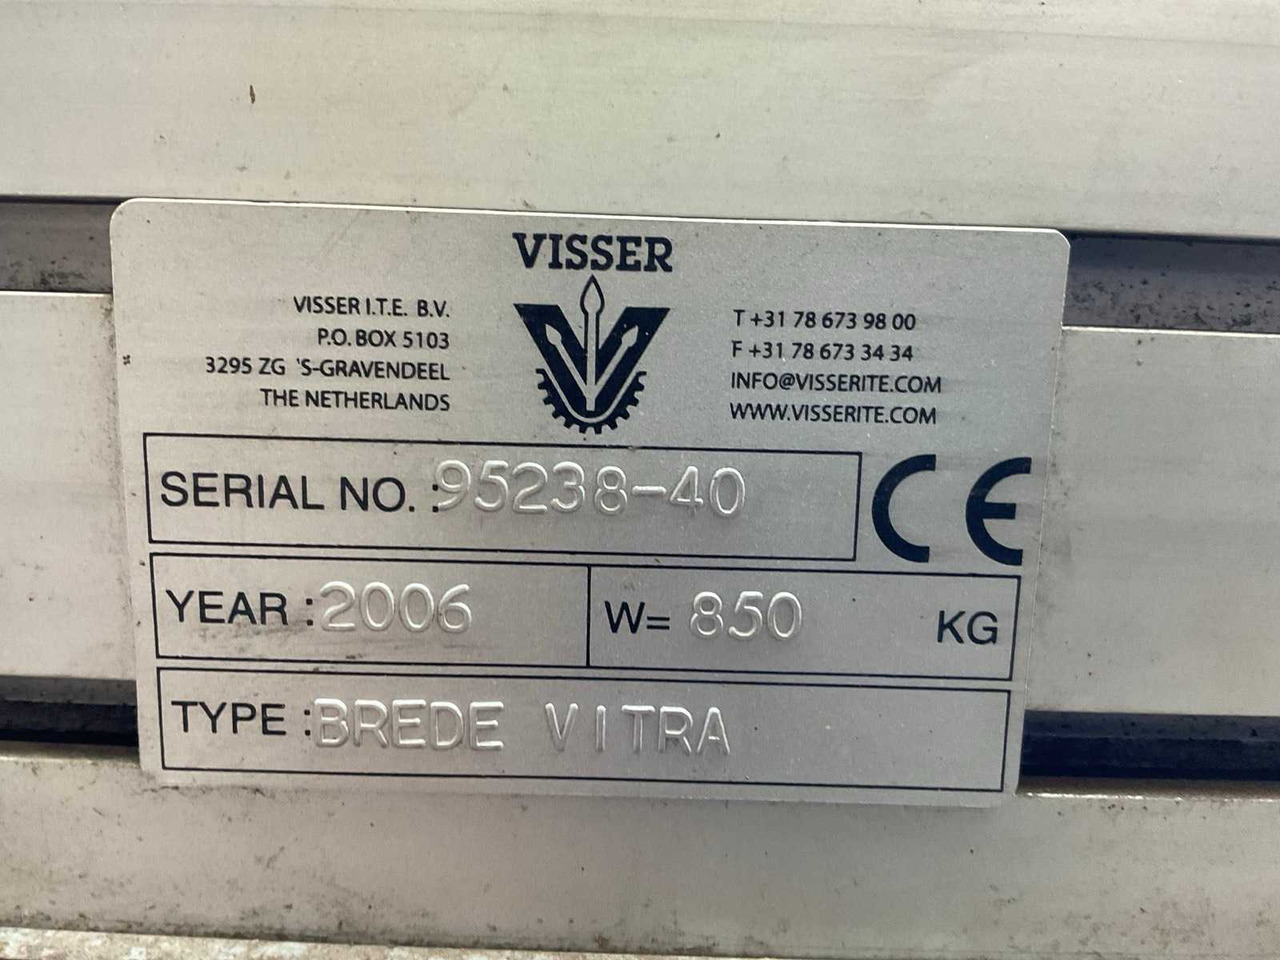 VISSER
VISSER I.T.E. B.V.
P.O. BOX 5103
3295 ZG 'S-GRAVENDEEL
THE NETHERLANDS
T +31 78 673 98 00
F +31 78 673 34 34
INFO@VISSERITE.COM
WWW.VISSERITE.COM
SERIAL NO. :95238-40
CE
YEAR :2006 W= 850 KG
TYPE :BREDE VITRA